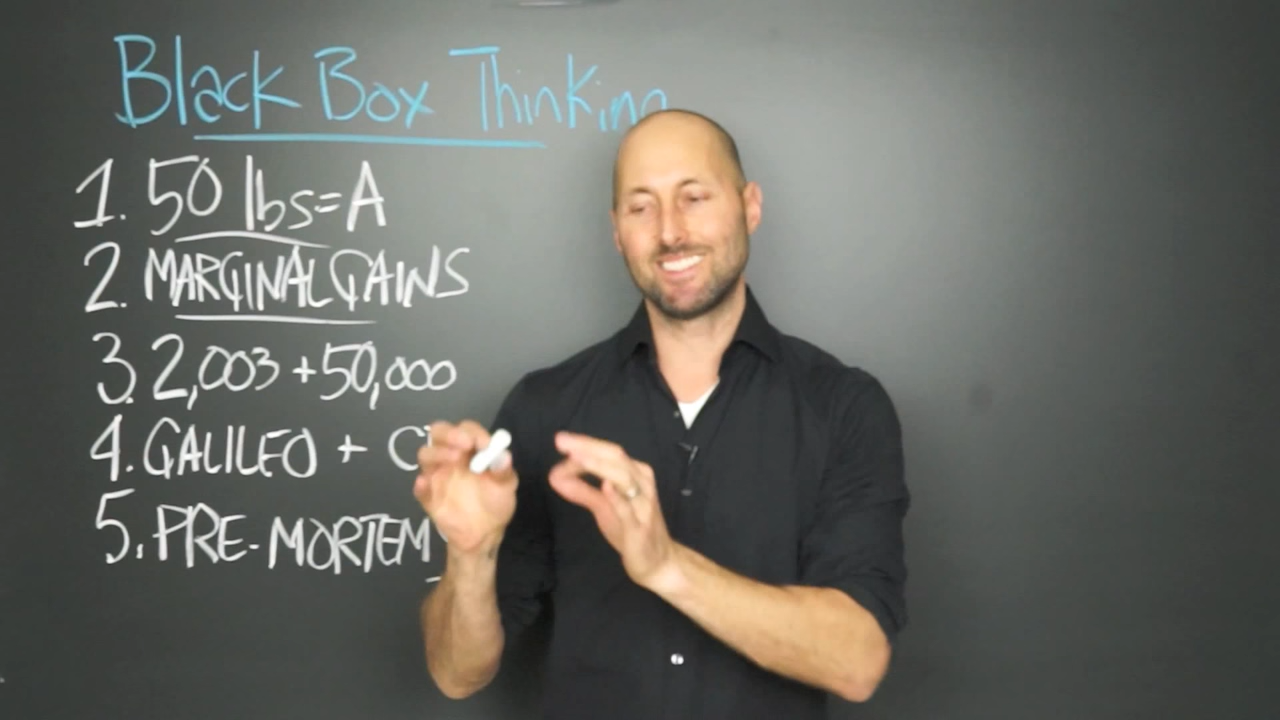 Black Box Thinking
1. 50 lbs=A
2. MARGINAL GAINS
3. 2,003 +50,000
4. GALILEO +
5. PRE-MORTEM